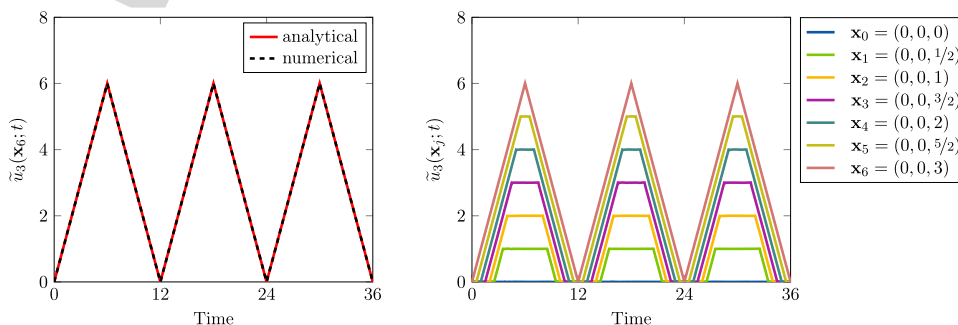 8
6
4
2
0
0 12 24 36
Time
ũ₃(x₆; t)
analytical
numerical
8
6
4
2
0
0 12 24 36
Time
ũ₃(xⱼ; t)
x₀ = (0, 0, 0)
x₁ = (0, 0, 1/2)
x₂ = (0, 0, 1)
x₃ = (0, 0, 3/2)
x₄ = (0, 0, 2)
x₅ = (0, 0, 5/2)
x₆ = (0, 0, 3)